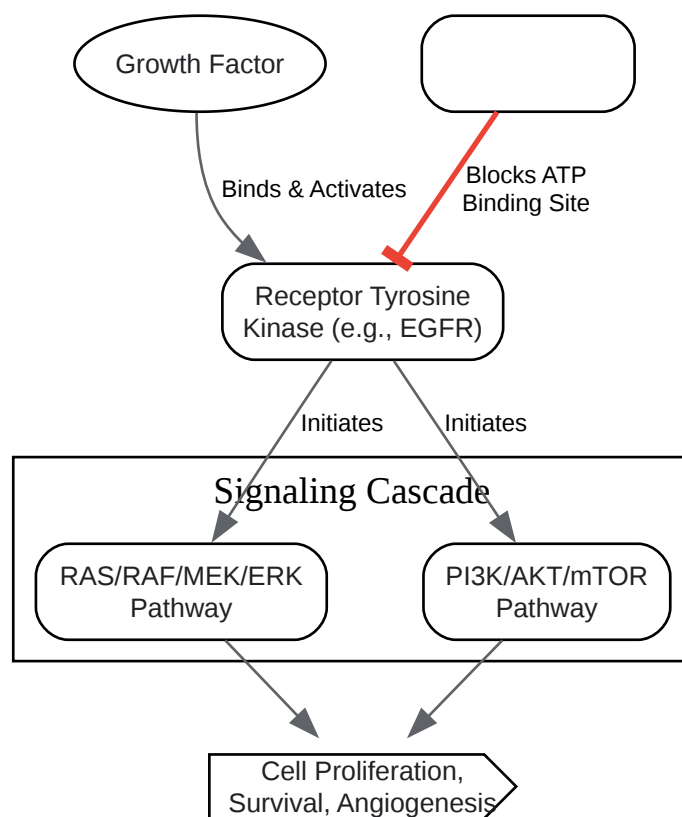 Growth Factor
Binds & Activates
Blocks ATP
Binding Site
Receptor Tyrosine
Kinase (e.g., EGFR)
Initiates
Initiates
Signaling Cascade
RAS/RAF/MEK/ERK
Pathway
PI3K/AKT/mTOR
Pathway
Cell Proliferation,
Survival, Angiogenesis